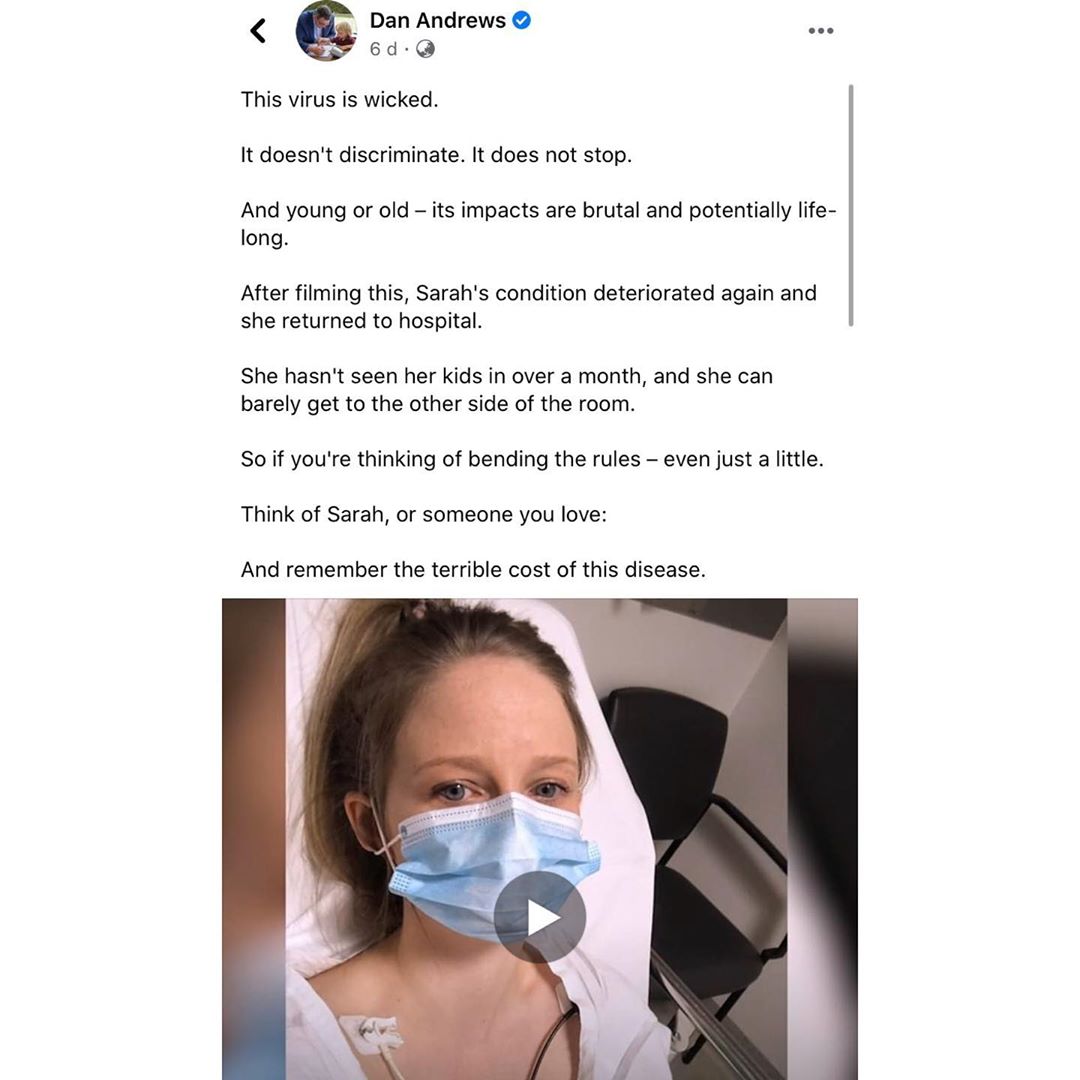 Dan Andrews
6 d ·
This virus is wicked.
It doesn't discriminate. It does not stop.
And young or old – its impacts are brutal and potentially life-
long.
After filming this, Sarah's condition deteriorated again and
she returned to hospital.
She hasn't seen her kids in over a month, and she can
barely get to the other side of the room.
So if you're thinking of bending the rules – even just a little.
Think of Sarah, or someone you love:
And remember the terrible cost of this disease.